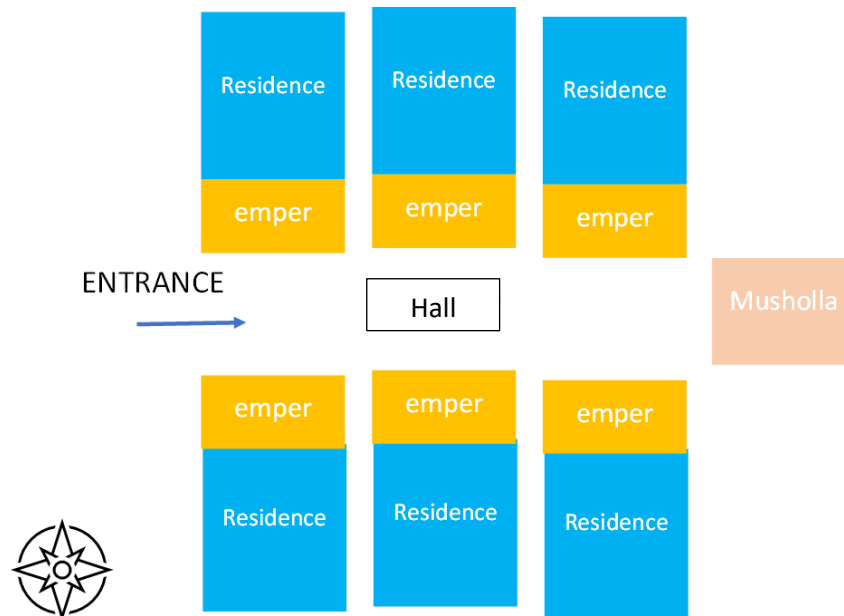 Residence
Residence
Residence
emper
emper
emper
ENTRANCE
Hall
Musholla
emper
emper
emper
Residence
Residence
Residence